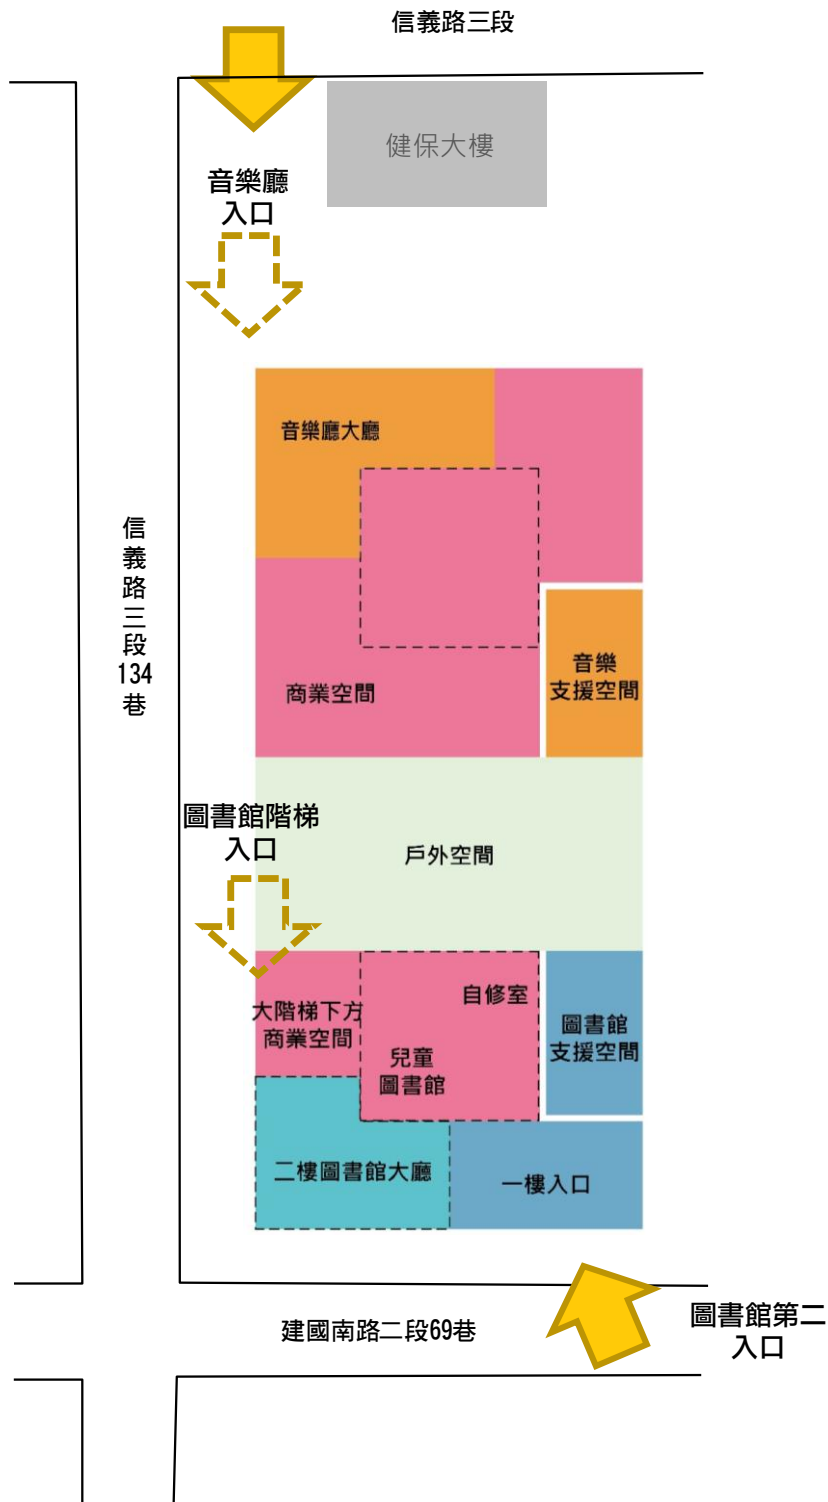 信義路三段
健保大樓
音樂廳
入口
音樂廳大廳
信
義
路
三
段
134
巷
音樂
支援空間
商業空間
圖書館階梯
入口
戶外空間
自修室
大階梯下方
商業空間
圖書館
支援空間
兒童
圖書館
二樓圖書館大廳
一樓入口
圖書館第二
入口
建國南路二段69巷